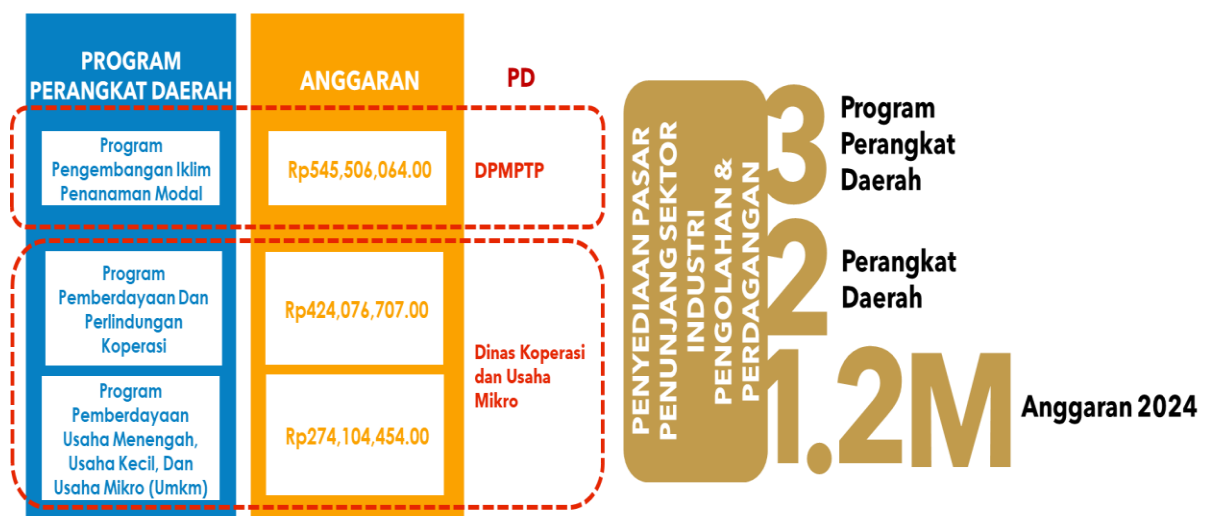 PROGRAM
PERANGKAT DAERAH
ANGGARAN
PD
Program
Pengembangan Iklim
Penanaman Modal
Rp545,506,064.00
DPMPTP
Program
Pemberdayaan Dan
Perlindungan
Koperasi
Rp424,076,707.00
Program
Pemberdayaan
Usaha Menengah,
Usaha Kecil, Dan
Usaha Mikro (Umkm)
Rp274,104,454.00
Dinas Koperasi
dan Usaha
Mikro
PENYEDIAAN PASAR
PENUNJANG SEKTOR
INDUSTRI
PENGOLAHAN &
PERDAGANGAN
3
Program
Perangkat
Daerah
2
Perangkat
Daerah
1.2M
Anggaran 2024